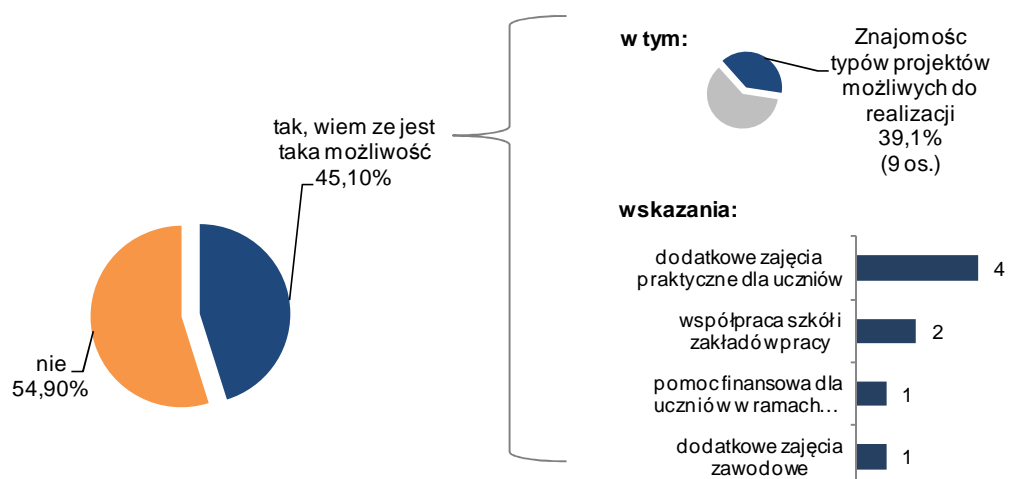 w tym:
Znajomośc
typów projektów
możliwych do
realizacji
39,1%
(9 os.)
tak, wiem ze jest
taka możliwość
45,10%
nie
54,90%
wskazania:
dodatkowe zajęcia
praktyczne dla uczniów
4
współpraca szkół i
zakładów pracy
2
pomoc finansowa dla
uczniów w ramach...
1
dodatkowe zajęcia
zawodowe
1